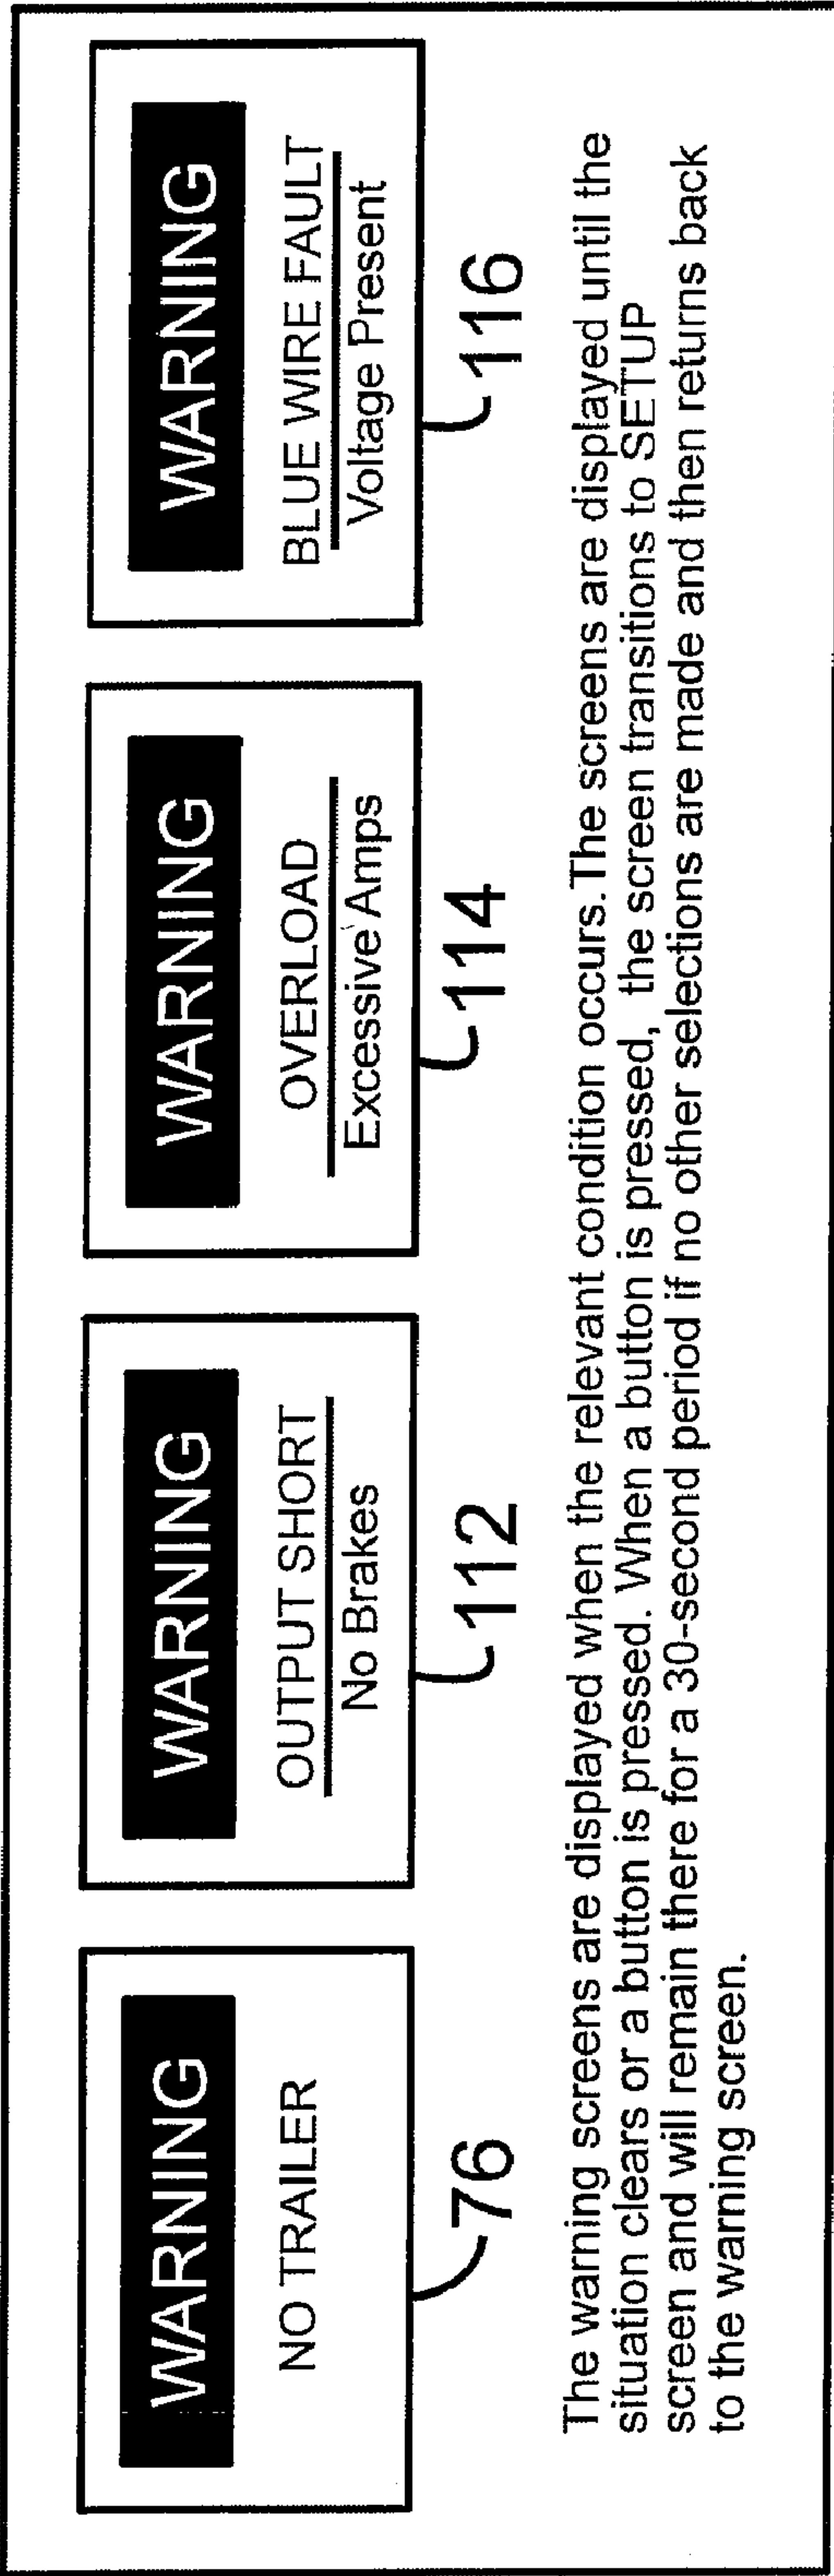 WARNING
NO TRAILER
76
WARNING
OUTPUT SHORT
No Brakes
112
WARNING
OVERLOAD
Excessive Amps
114
WARNING
BLUE WIRE FAULT
Voltage Present
116
The warning screens are displayed when the relevant condition occurs.The screens are displayed until the
situation clears or a button is pressed. When a button is pressed, the screen transitions to SETUP
screen and will remain there for a 30-second period if no other selections are made and then returns back
to the warning screen.